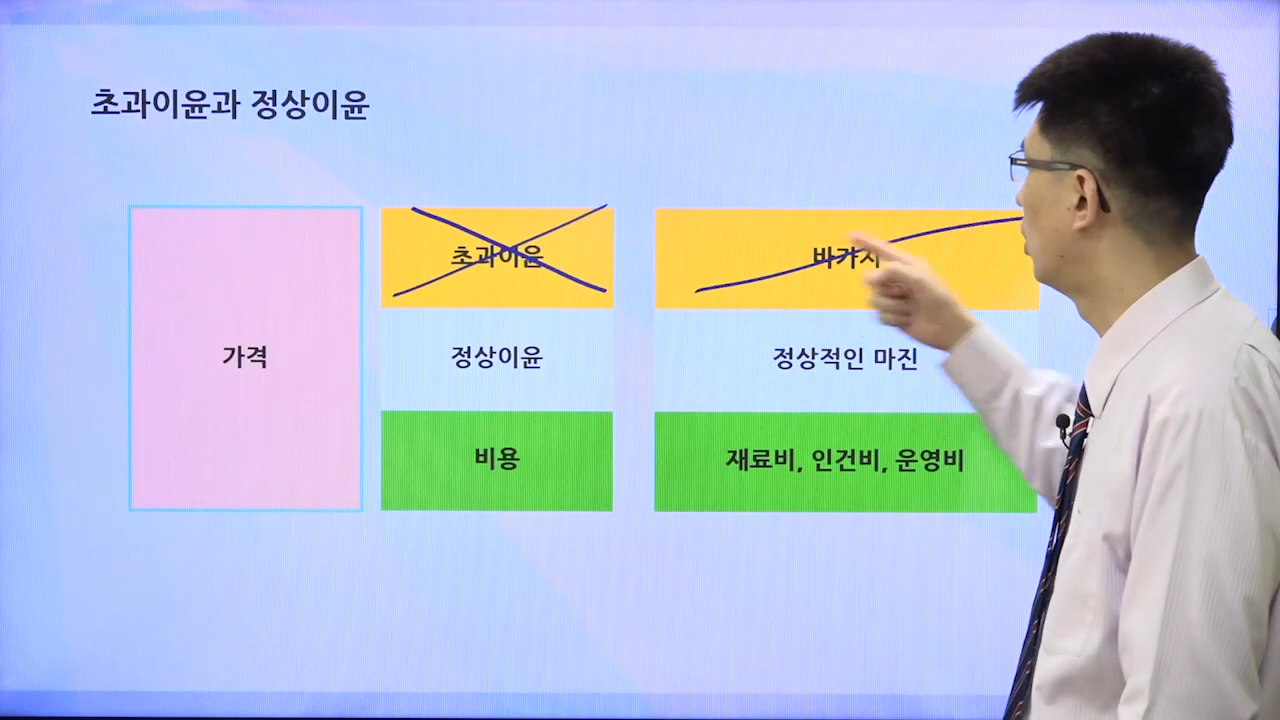 초과이윤과 정상이윤
초과이윤 바가지
가격 정상이윤 정상적인 마진
비용 재료비, 인건비, 운영비